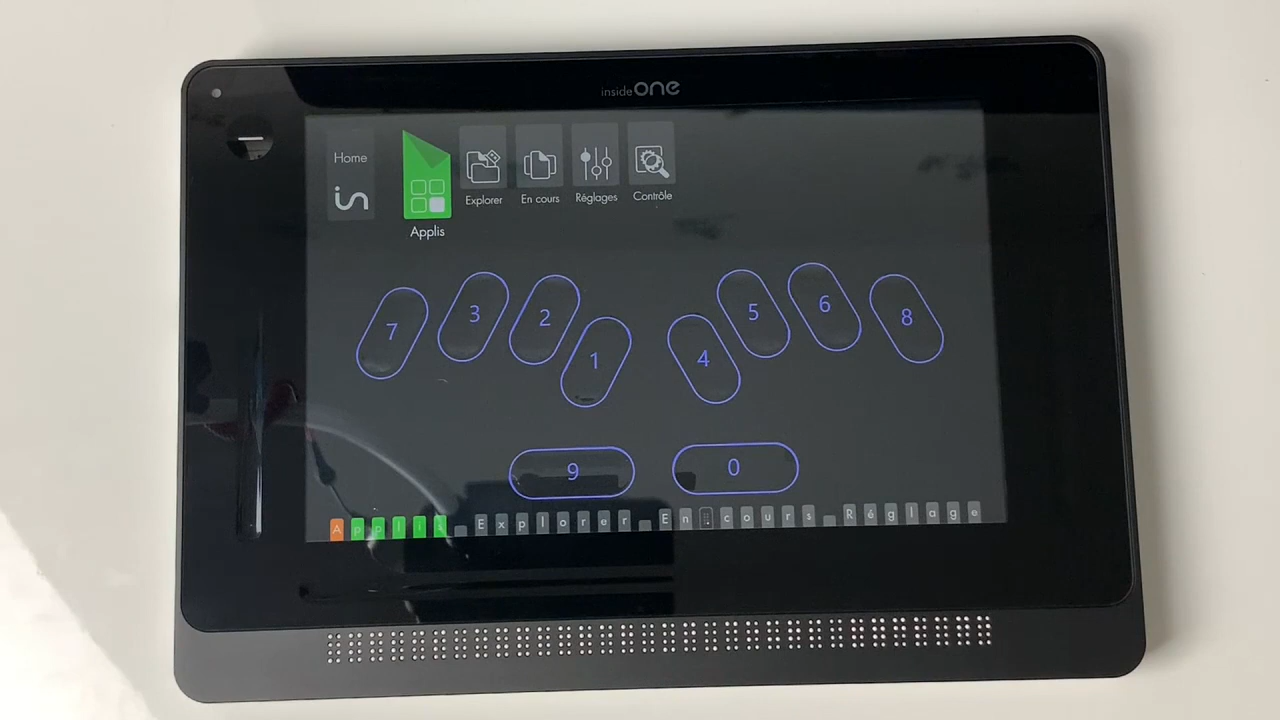 insideONE
Home
in
Applis
Explorer
En cours
Réglages
Contrôle
7 3 2 1 4 5 6 8
9 0
Applis Explorer En cours Réglage